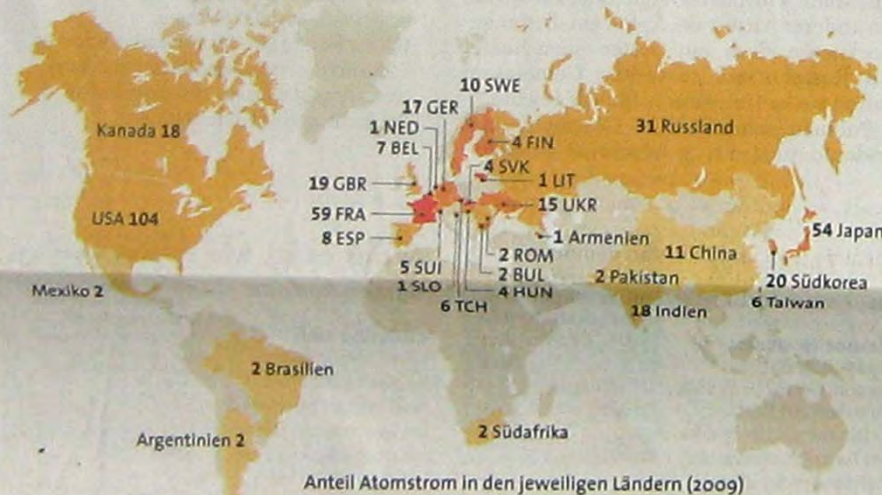 10 SWE
17 GER
1 NED
Kanada 18
31 Russland
4 FIN
7 BEL
4 SVK
19 GBR
1 LIT
59 FRA
15 UKR
USA 104
54 Japan
8 ESP
1 Armenien
11 China
2 ROM
5 SUI
2 BUL
2 Pakistan
20 Südkorea
1 SLO
4 HUN
Mexiko 2
6 TCH
6 Taiwan
18 Indien
2 Brasilien
2 Südafrika
Argentinien 2
Anteil Atomstrom in den jeweiligen Ländern (2009)